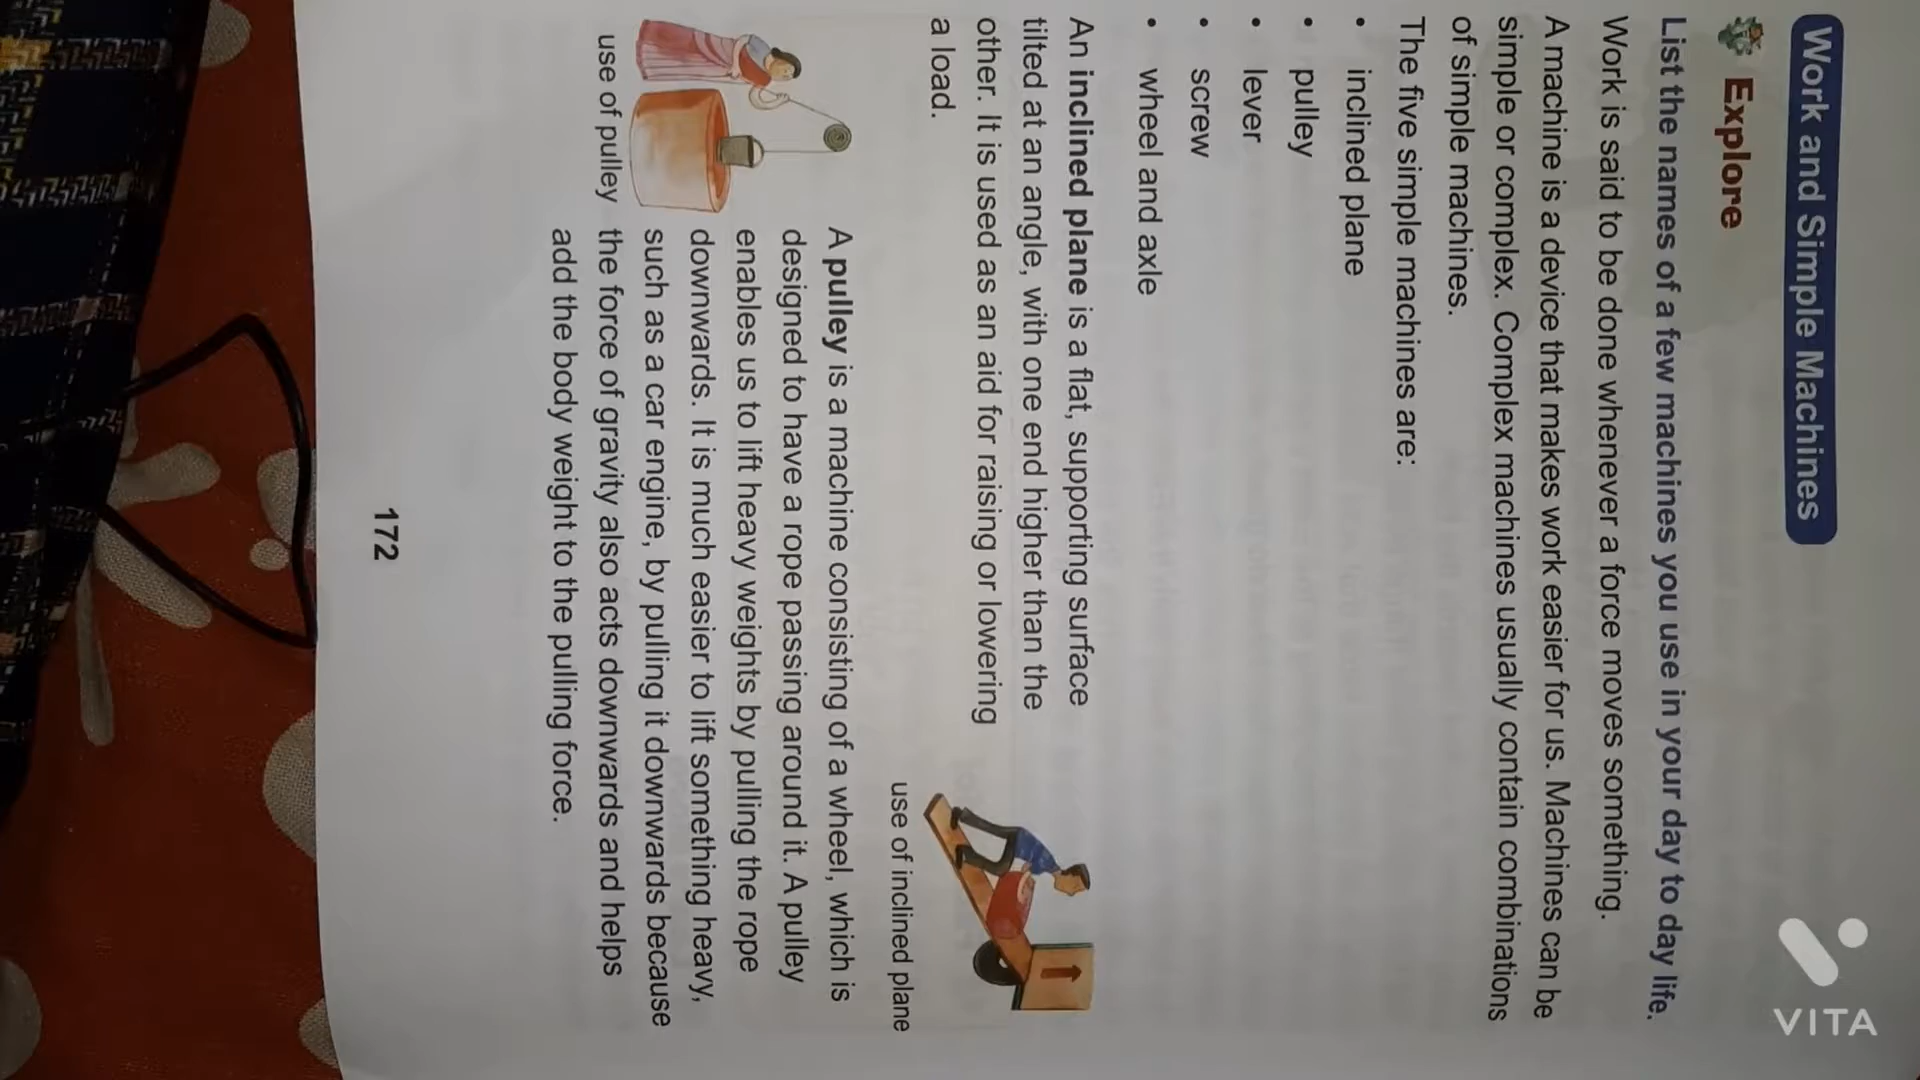 Work and Simple Machines
Explore
List the names of a few machines you use in your day to day life.
Work is said to be done whenever a force moves something.
A machine is a device that makes work easier for us. Machines can be
simple or complex. Complex machines usually contain combinations
of simple machines.
The five simple machines are:
• inclined plane
• pulley
• lever
• screw
• wheel and axle
An inclined plane is a flat, supporting surface
tilted at an angle, with one end higher than the
other. It is used as an aid for raising or lowering
a load.
use of inclined plane
A pulley is a machine consisting of a wheel, which is
designed to have a rope passing around it. A pulley
enables us to lift heavy weights by pulling the rope
downwards. It is much easier to lift something heavy,
such as a car engine, by pulling it downwards because
the force of gravity also acts downwards and helps
add the body weight to the pulling force.
use of pulley
172
VITA